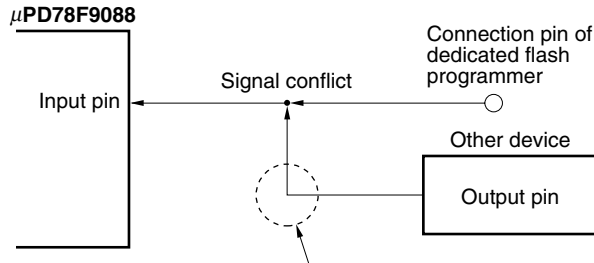 μPD78F9088
Connection pin of
dedicated flash
programmer
Signal conflict
Input pin
Other device
Output pin